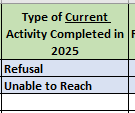 Type of Current
Activity Completed in
2025
Refusal
Unable to Reach